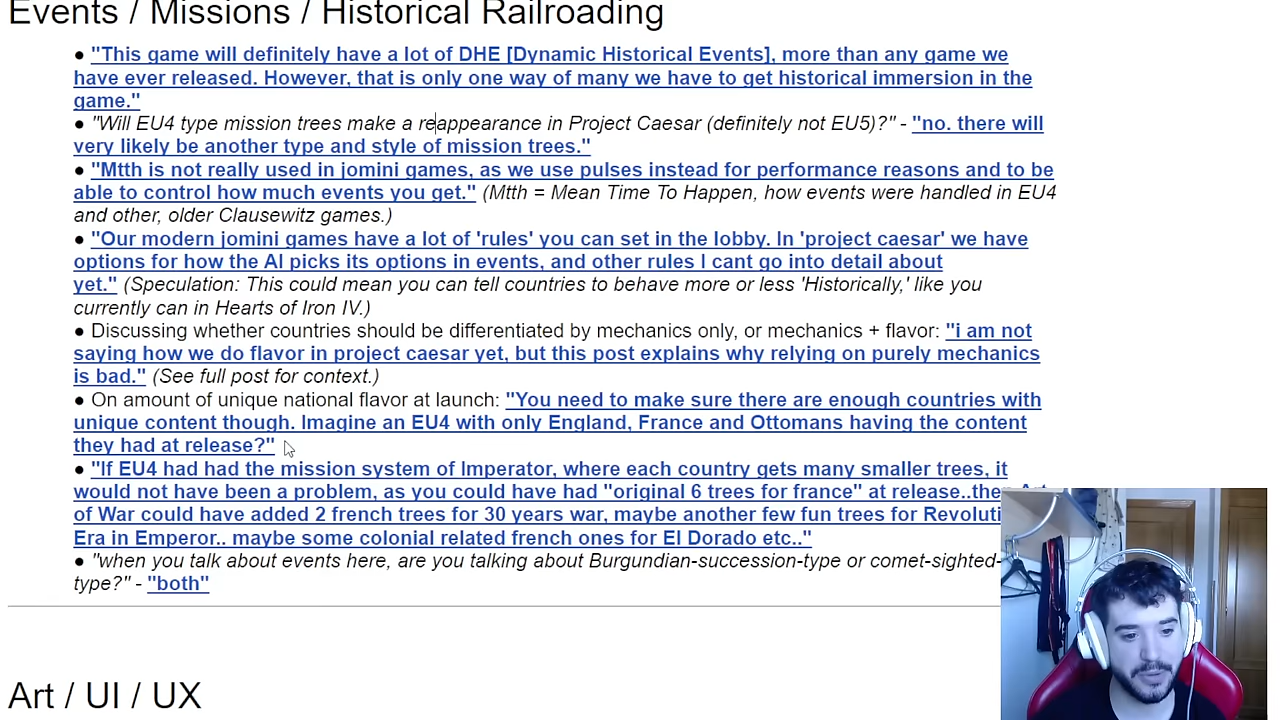 Events / Missions / Historical Railroading
● "This game will definitely have a lot of DHE [Dynamic Historical Events], more than any game we
have ever released. However, that is only one way of many we have to get historical immersion in the
game."
● "Will EU4 type mission trees make a reappearance in Project Caesar (definitely not EU5)?" - "no. there will
very likely be another type and style of mission trees."
● "Mtth is not really used in jomini games, as we use pulses instead for performance reasons and to be
able to control how much events you get." (Mtth = Mean Time To Happen, how events were handled in EU4
and other, older Clausewitz games.)
● "Our modern jomini games have a lot of 'rules' you can set in the lobby. In 'project caesar' we have
options for how the AI picks its options in events, and other rules I cant go into detail about
yet." (Speculation: This could mean you can tell countries to behave more or less 'Historically,' like you
currently can in Hearts of Iron IV.)
● Discussing whether countries should be differentiated by mechanics only, or mechanics + flavor: "i am not
saying how we do flavor in project caesar yet, but this post explains why relying on purely mechanics
is bad." (See full post for context.)
● On amount of unique national flavor at launch: "You need to make sure there are enough countries with
unique content though. Imagine an EU4 with only England, France and Ottomans having the content
they had at release?"
● "If EU4 had had the mission system of Imperator, where each country gets many smaller trees, it
would not have been a problem, as you could have had "original 6 trees for france" at release..
of War could have added 2 french trees for 30 years war, maybe another few fun trees for
Era in Emperor.. maybe some colonial related french ones for El Dorado etc.."
● "when you talk about events here, are you talking about Burgundian-succession-type or comet-sighted-
type?" - "both"
Art / UI / UX